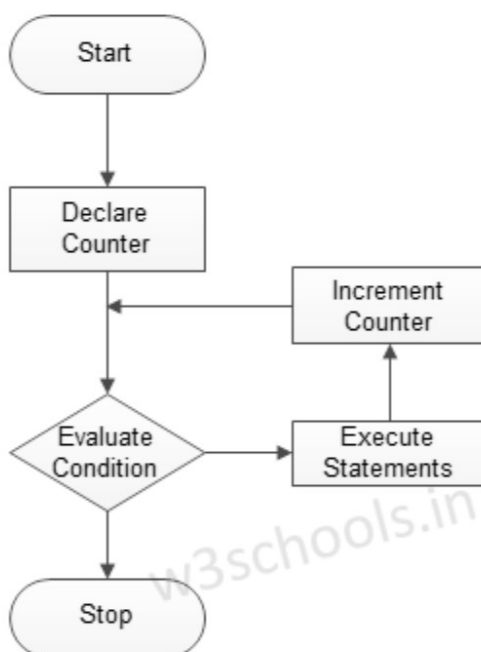 Start
Declare
Counter
Increment
Counter
Evaluate
Condition
Execute
Statements
Stop
w3schools.in